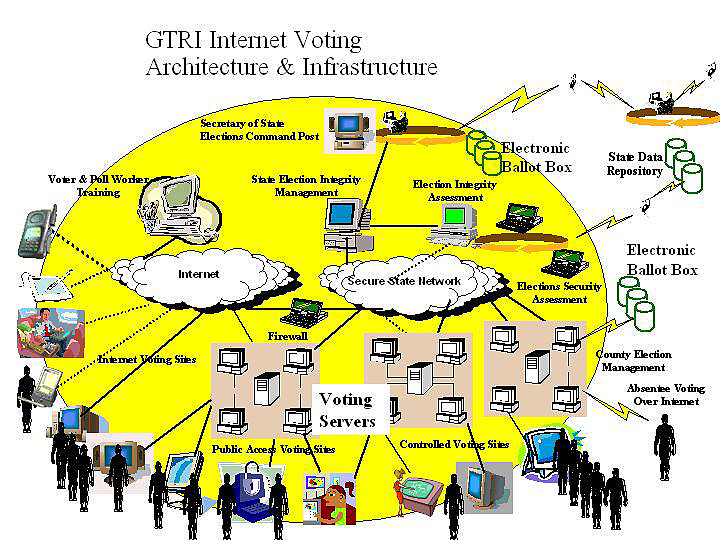 GTRI Internet Voting
Architecture & Infrastructure
Secretary of State
Elections Command Post
Electronic
Ballot Box
State Data
Repository
Voter & Poll Worker
Training
State Election Integrity
Management
Election Integrity
Assessment
Electronic
Ballot Box
Internet
Secure State Network
Elections Security
Assessment
Firewall
Internet Voting Sites
County Election
Management
Absentee Voting
Over Internet
Voting
Servers
Public Access Voting Sites
Controlled Voting Sites